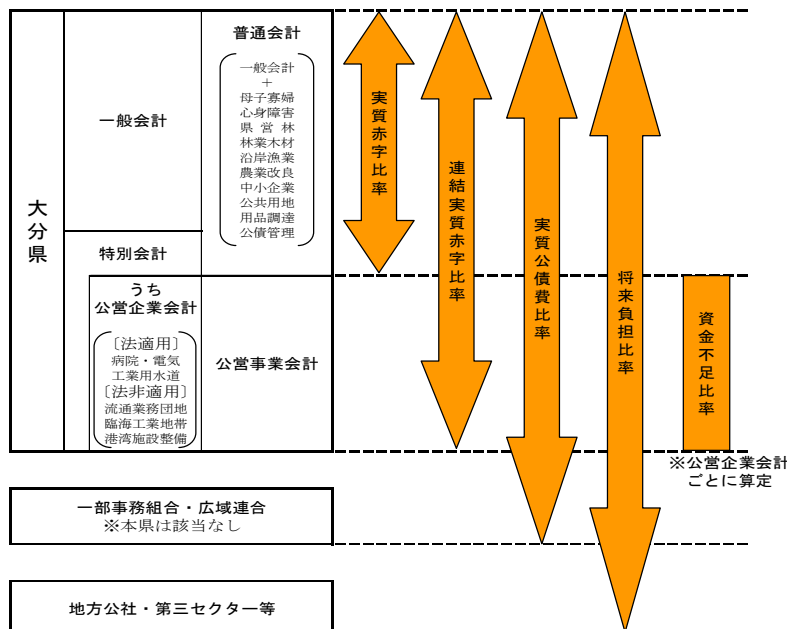 大分県
一般会計
特別会計
うち
公営企業会計
〔法適用〕
病院・電気
工業用水道
〔法非適用〕
流通業務団地
臨海工業地帯
港湾施設整備
普通会計
一般会計
+
母子寡婦
心身障害
県営林
林業木材
沿岸漁業
農業改良
中小企業
公共用地
用品調達
公債管理
公営事業会計
実質赤字比率
連結実質赤字比率
実質公債費比率
将来負担比率
資金不足比率
※公営企業会計
ごとに算定
一部事務組合・広域連合
※本県は該当なし
地方公社・第三セクター等